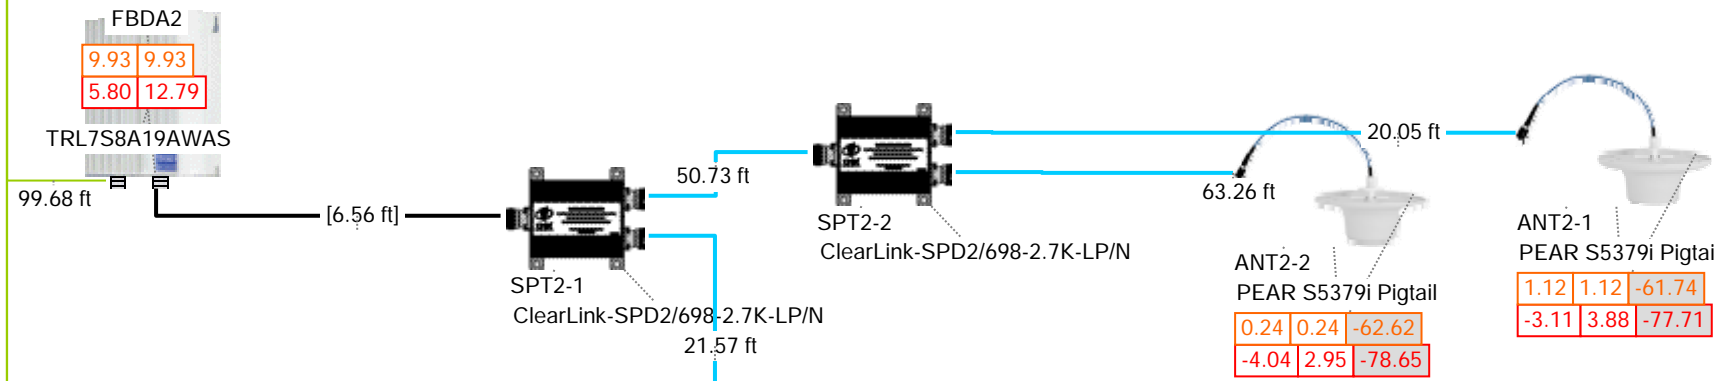 FBDA2
9.93 9.93
5.80 12.79
TRL7S8A19AWAS
99.68 ft
[6.56 ft]
SPT2-1
ClearLink-SPD2/698-2.7K-LP/N
21.57 ft
50.73 ft
SPT2-2
ClearLink-SPD2/698-2.7K-LP/N
20.05 ft
63.26 ft
ANT2-2
PEAR S5379i Pigtail
0.24 0.24 -62.62
-4.04 2.95 -78.65
ANT2-1
PEAR S5379i Pigtai
1.12 1.12 -61.74
-3.11 3.88 -77.71